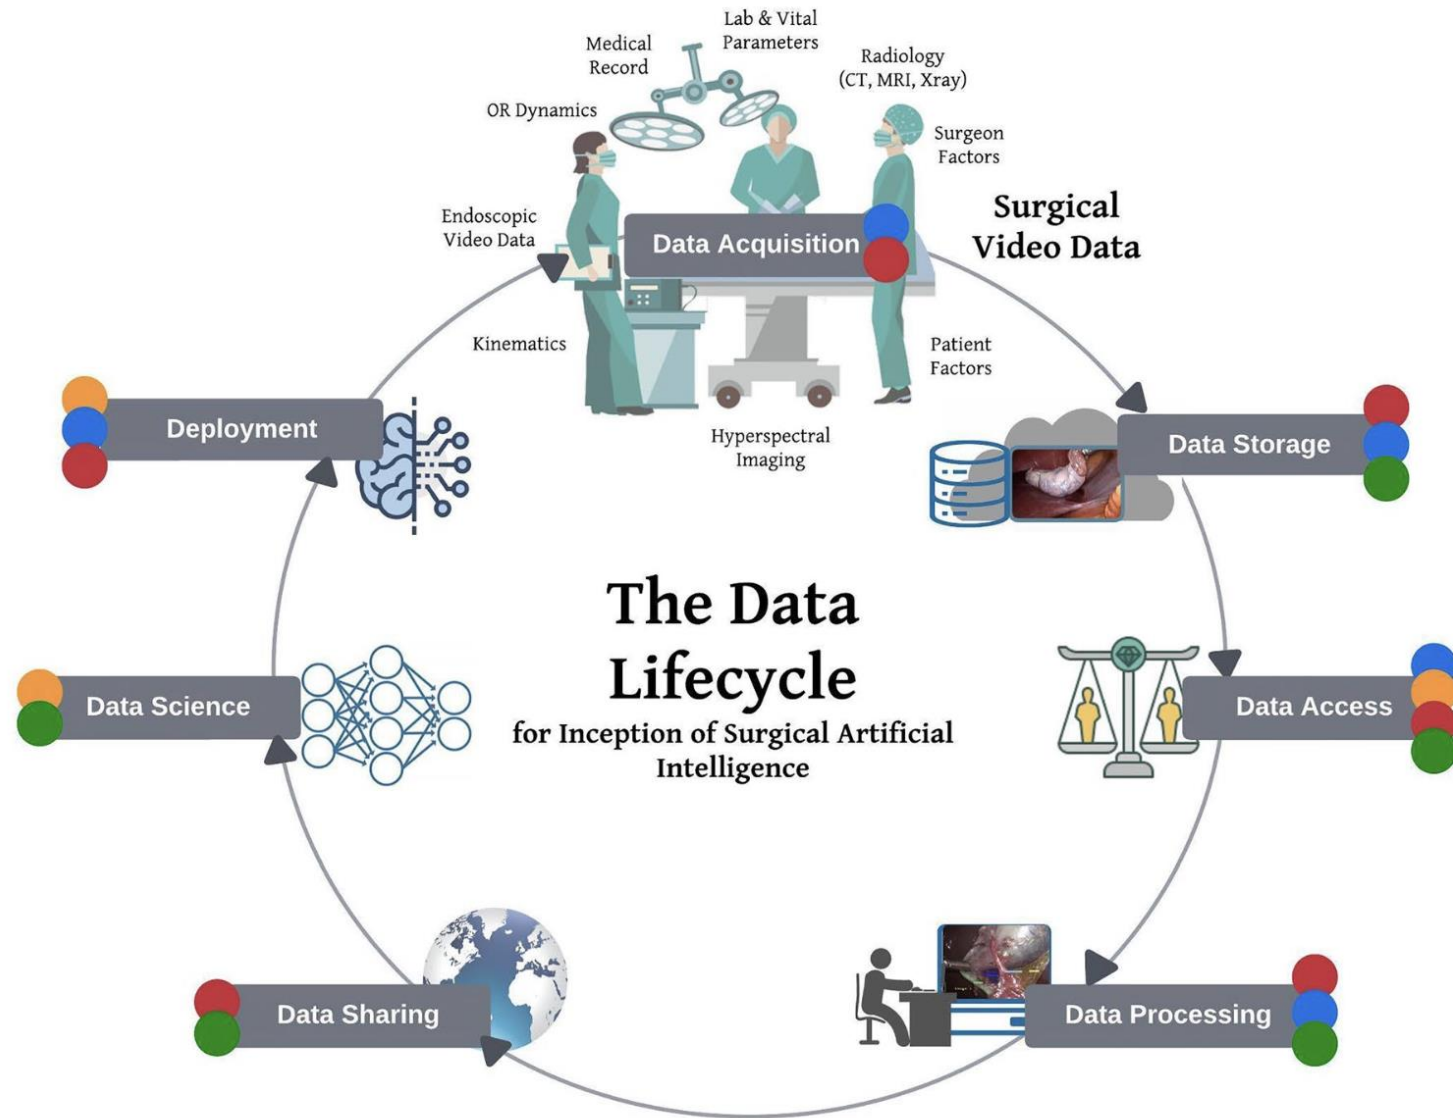 Lab & Vital
Parameters
Medical
Record
Radiology
(CT, MRI, Xray)
OR Dynamics
Surgeon
Factors
Endoscopic
Video Data
Data Acquisition
Surgical
Video Data
Kinematics
Patient
Factors
Hyperspectral
Imaging
Deployment
Data Storage
The Data
Lifecycle
for Inception of Surgical Artificial
Intelligence
Data Science
Data Access
Data Sharing
Data Processing